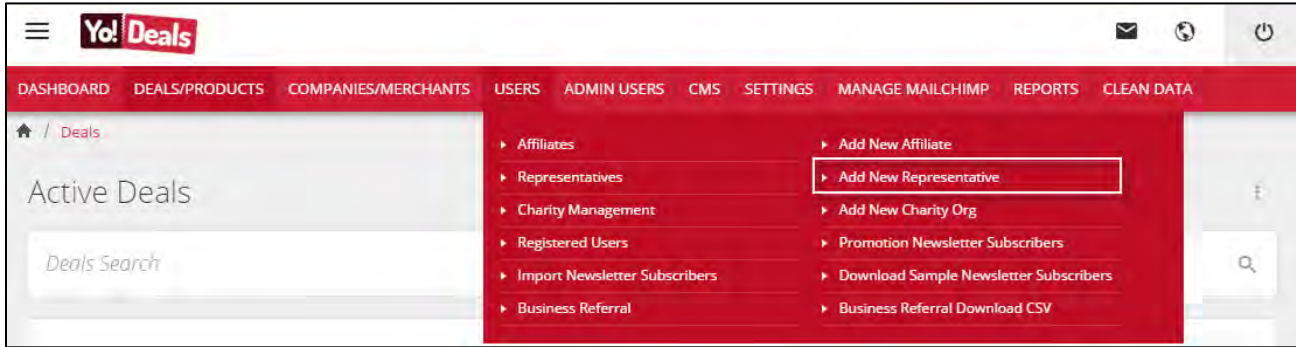 Yo! Deals
DASHBOARD DEALS/PRODUCTS COMPANIES/MERCHANTS USERS ADMIN USERS CMS SETTINGS MANAGE MAILCHIMP REPORTS CLEAN DATA
/ Deals
Active Deals
Deals Search
Affiliates
Representatives
Charity Management
Registered Users
Import Newsletter Subscribers
Business Referral
Add New Affiliate
Add New Representative
Add New Charity Org
Promotion Newsletter Subscribers
Download Sample Newsletter Subscribers
Business Referral Download CSV